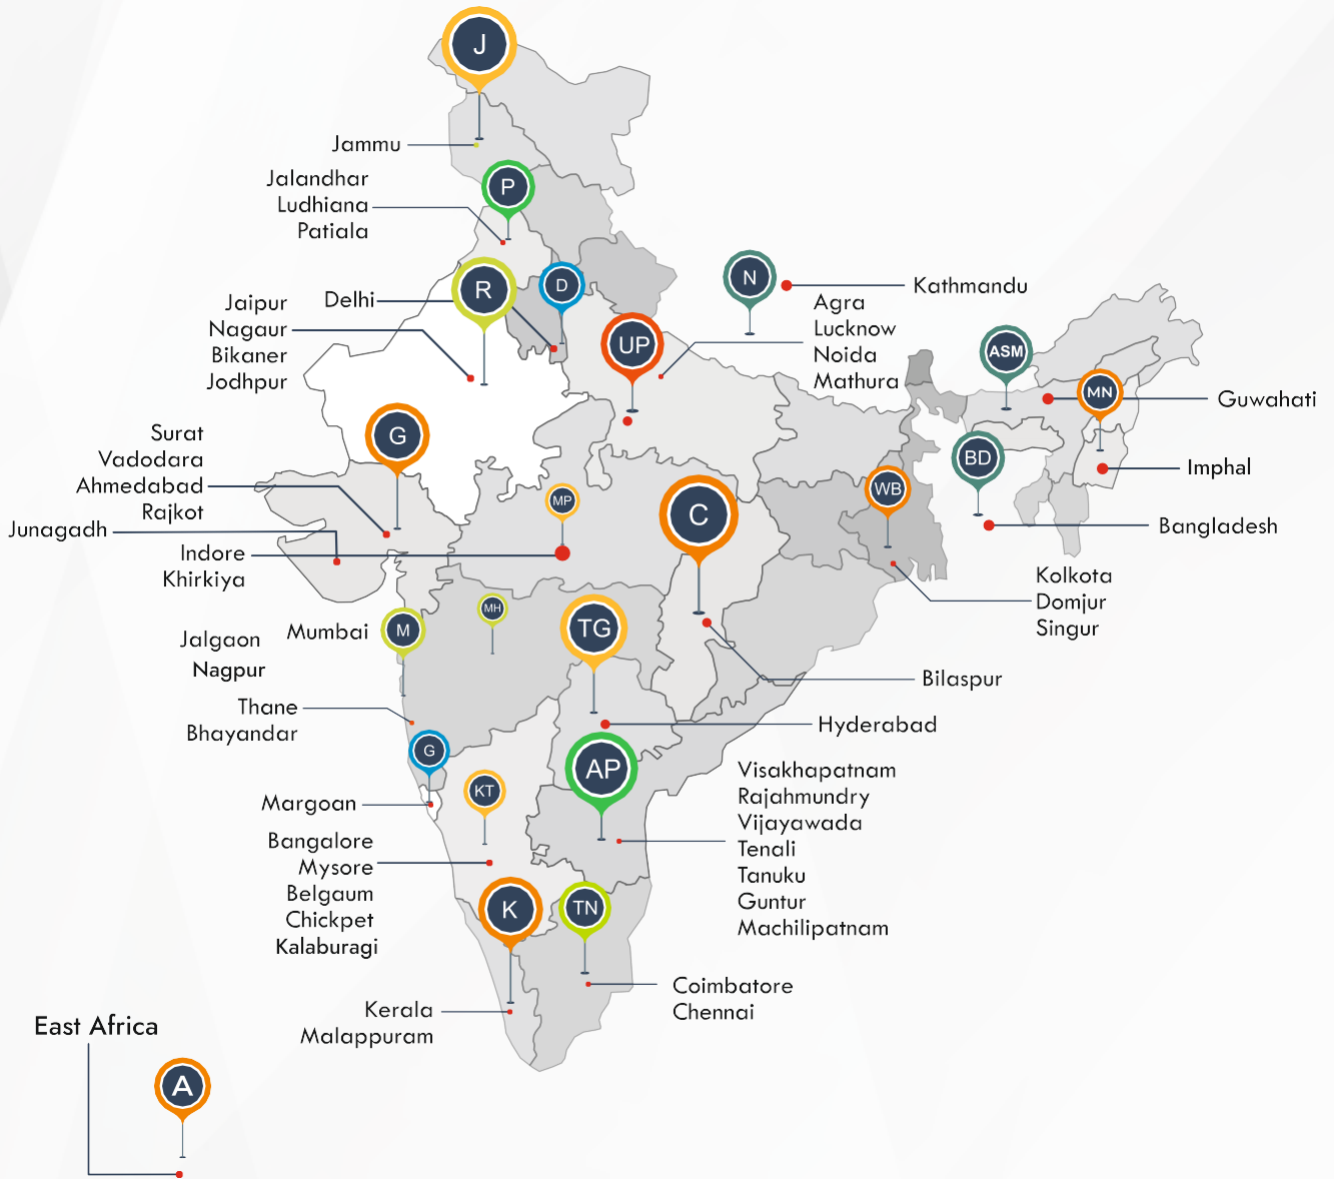 J
Jammu
P
Jalandhar
Ludhiana
Patiala
R
D
N
Delhi
Jaipur
Nagaur
Bikaner
Jodhpur
Kathmandu
UP
Agra
Lucknow
Noida
Mathura
ASM
MN
Guwahati
G
Surat
Vadodara
Ahmedabad
Rajkot
Junagadh
BD
Imphal
MP
C
WB
Bangladesh
Indore
Khirkiya
Kolkota
Domjur
Singur
MH
M
Mumbai
Jalgaon
Nagpur
TG
Bilaspur
Thane
Bhayandar
Hyderabad
G
AP
KT
Margoan
Visakhapatnam
Rajahmundry
Vijayawada
Tenali
Tanuku
Guntur
Machilipatnam
Bangalore
Mysore
Belgaum
Chickpet
Kalaburagi
K
TN
Coimbatore
Chennai
Kerala
Malappuram
East Africa
A